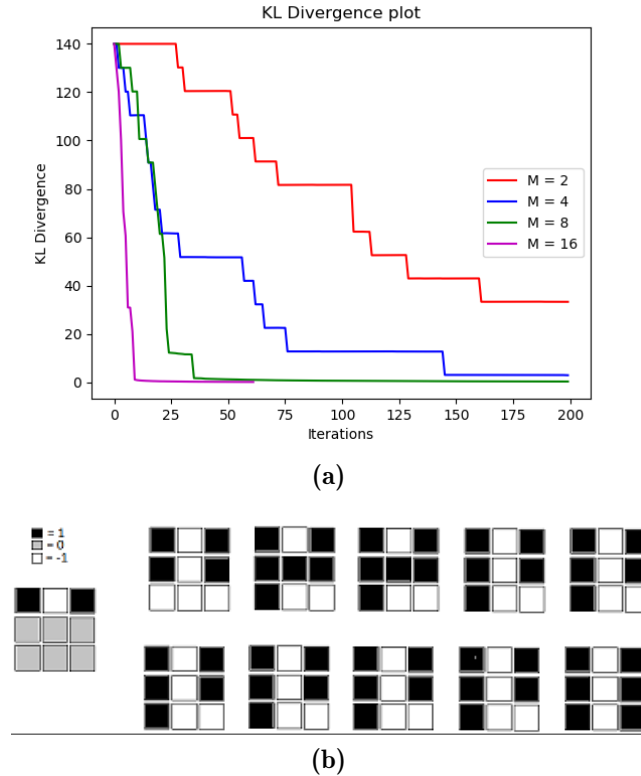 KL Divergence plot
140
120
100
80
60
40
20
0
KL Divergence
M = 2
M = 4
M = 8
M = 16
0 25 50 75 100 125 150 175 200
Iterations
(a)
= 1
= 0
= -1
(b)